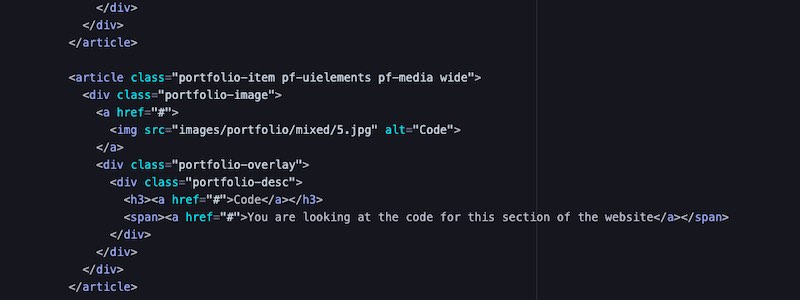 </div>
</div>
</article>
<article class="portfolio-item pf-uielements pf-media wide">
<div class="portfolio-image">
<a href="#">
<img src="images/portfolio/mixed/5.jpg" alt="Code">
</a>
<div class="portfolio-overlay">
<div class="portfolio-desc">
<h3><a href="#">Code</a></h3>
<span><a href="#">You are looking at the code for this section of the website</a></span>
</div>
</div>
</div>
</article>